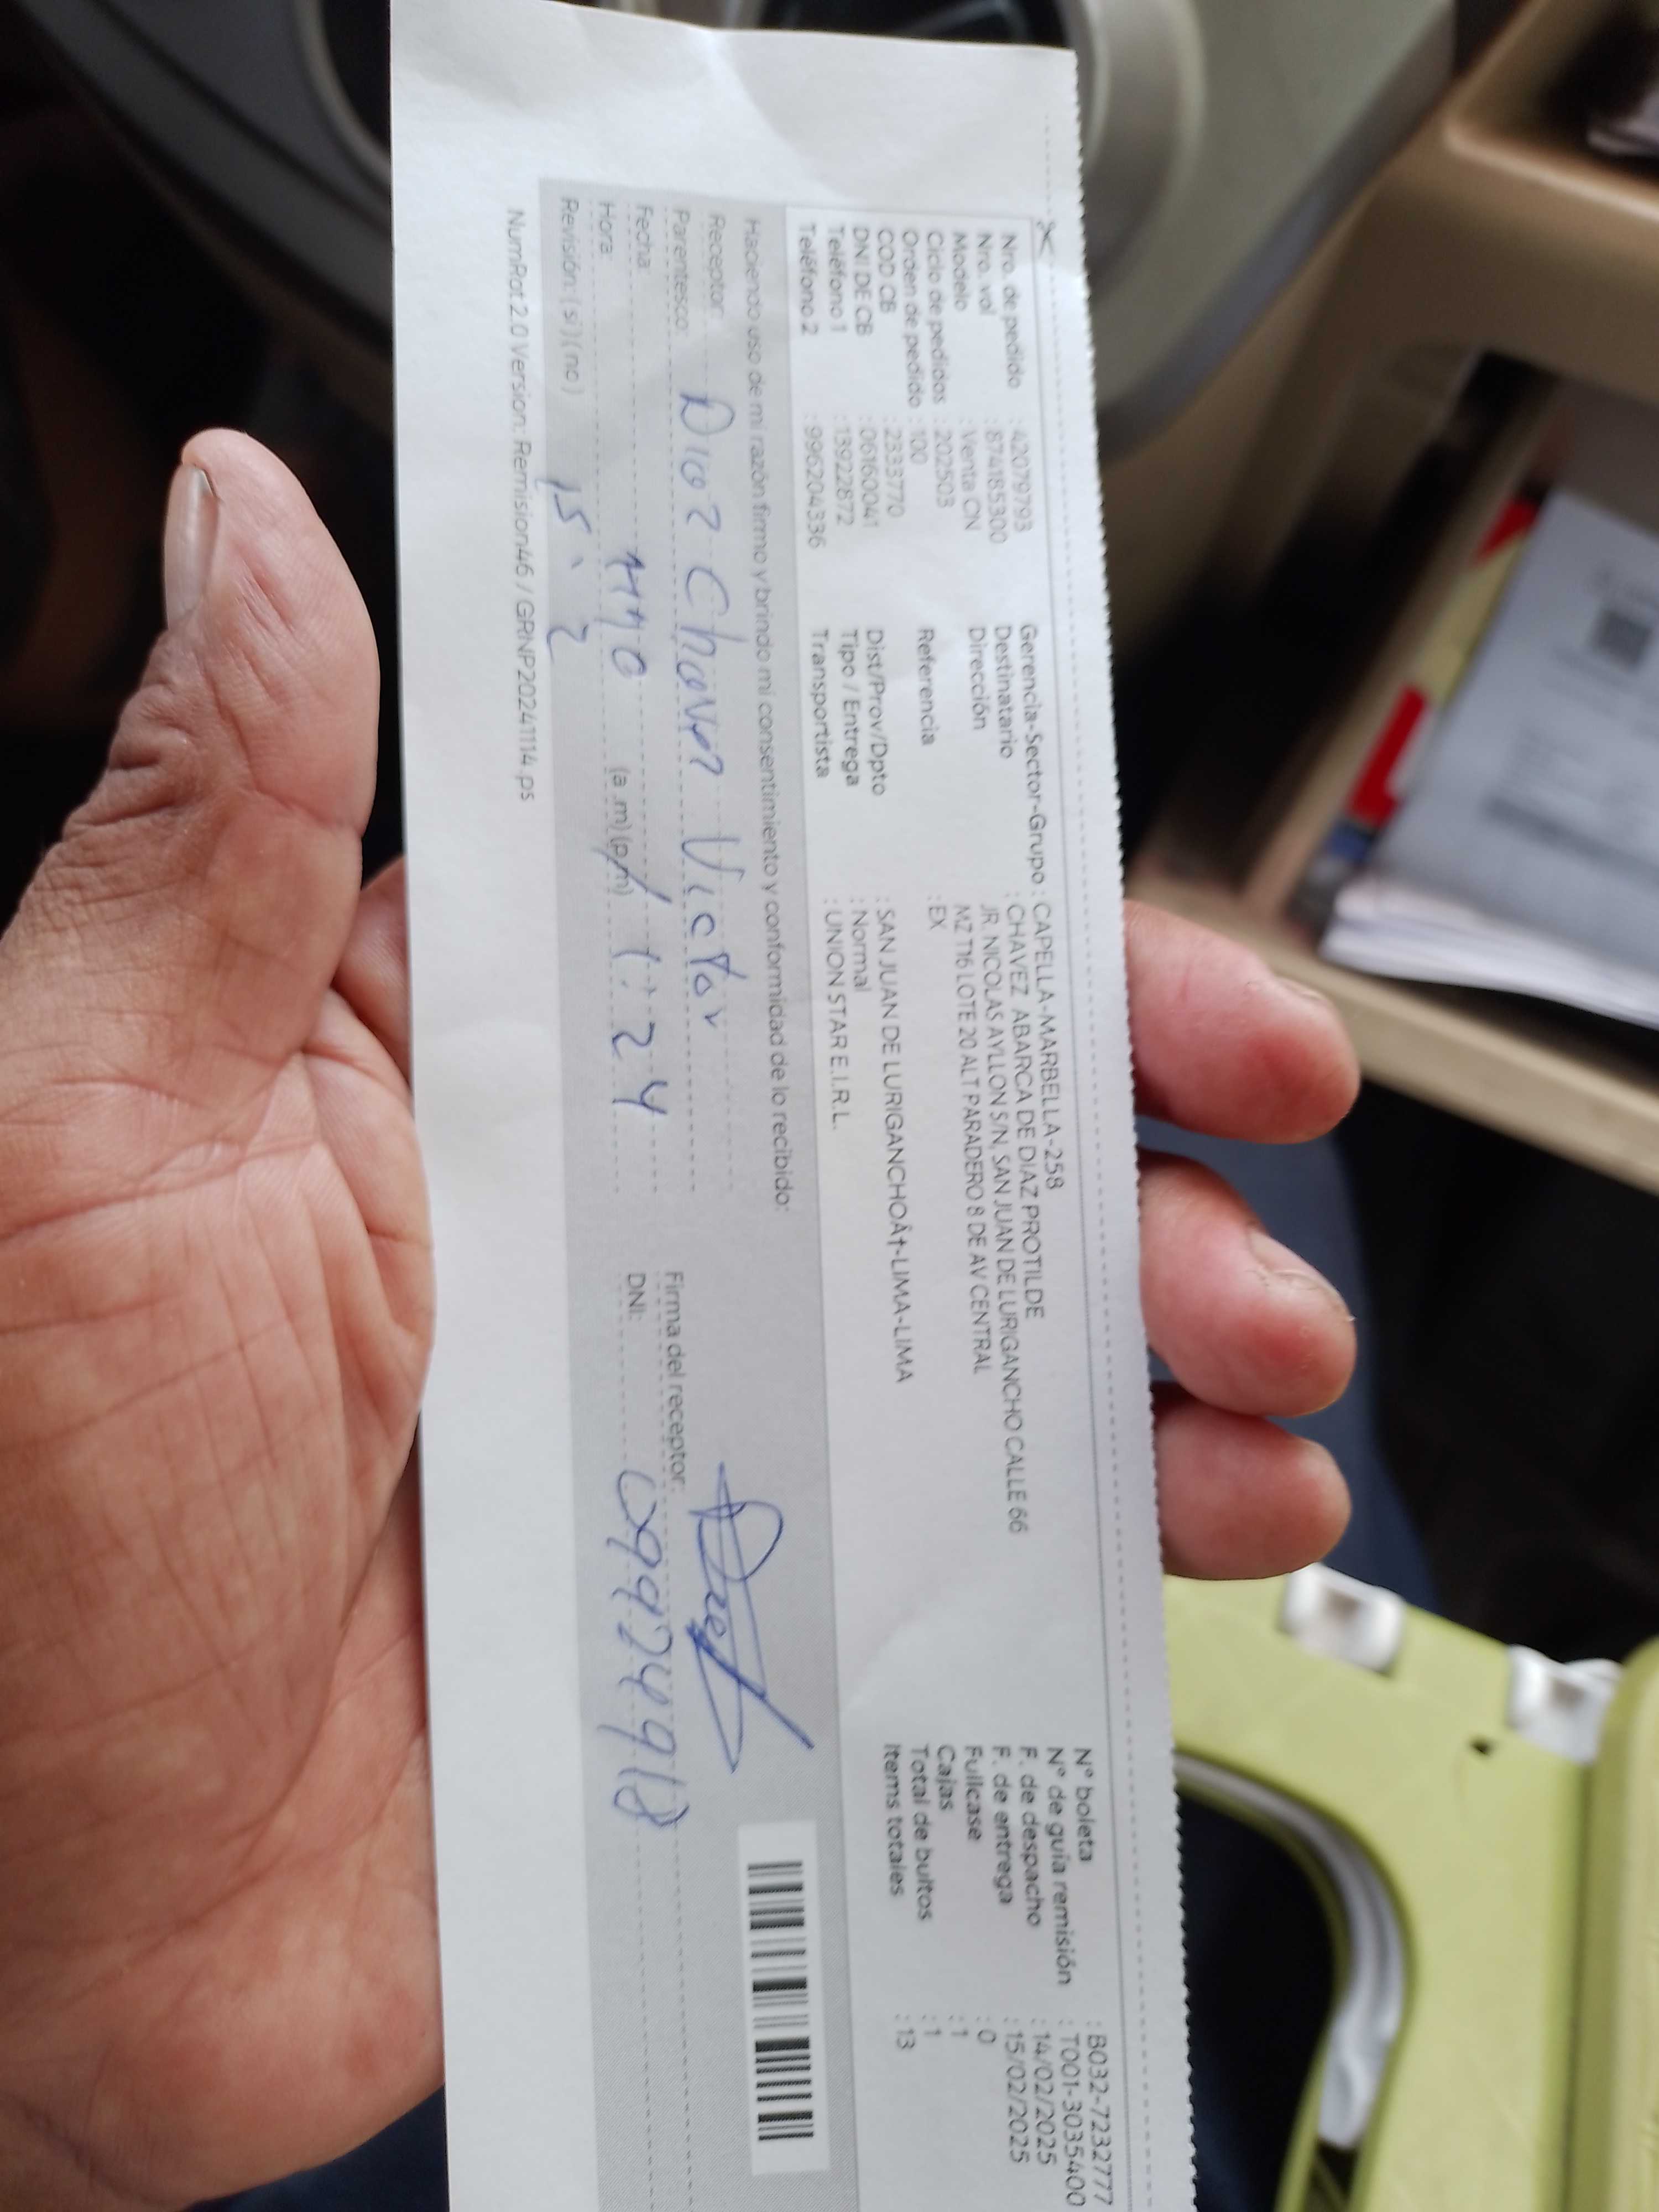 Nro. de pedido : 42079793
Nro. vol : 874185300
Modelo : Venta CN
Ciclo de pedidos : 202503
Orden de pedido : 100
COD CB : 2333770
DNI DE CB : 06160041
Teléfono 1 : 13922872
Teléfono 2 : 996204336
Gerencia-Sector-Grupo : CAPELLA-MARBELLA-258
Destinatario : CHAVEZ ABARCA DE DIAZ PROTILDE
Dirección JR. NICOLAS AYLLON S/N, SAN JUAN DE LURIGANCHO CALLE 66
MZ T16 LOTE 20 ALT PARADERO 8 DE AV CENTRAL
Referencia : EX
Dist/Prov/Dpto : SAN JUAN DE LURIGANCHOÂ†-LIMA-LIMA
Tipo / Entrega : Normal
Transportista : UNION STAR E.I.R.L.
N° boleta : B032-7232777
N° de guía remisión : T001-3035400
F. de despacho : 14/02/2025
F. de entrega : 15/02/2025
Fullcase : 0
Cajas : 1
Total de bultos : 1
Items totales : 13
Haciendo uso de mi razón firmo y brindo mi consentimiento y conformidad de lo recibido:
Receptor: Diaz Chavez Victor
Parentesco:
Fecha:
Hora: (a .m) (p/m) 11:24
Revisión: (si) (no) 15 . 2
Firma del receptor:
DNI: 09924918
NumPat 2.0 Version: Remision46 / GRNP20241114.ps